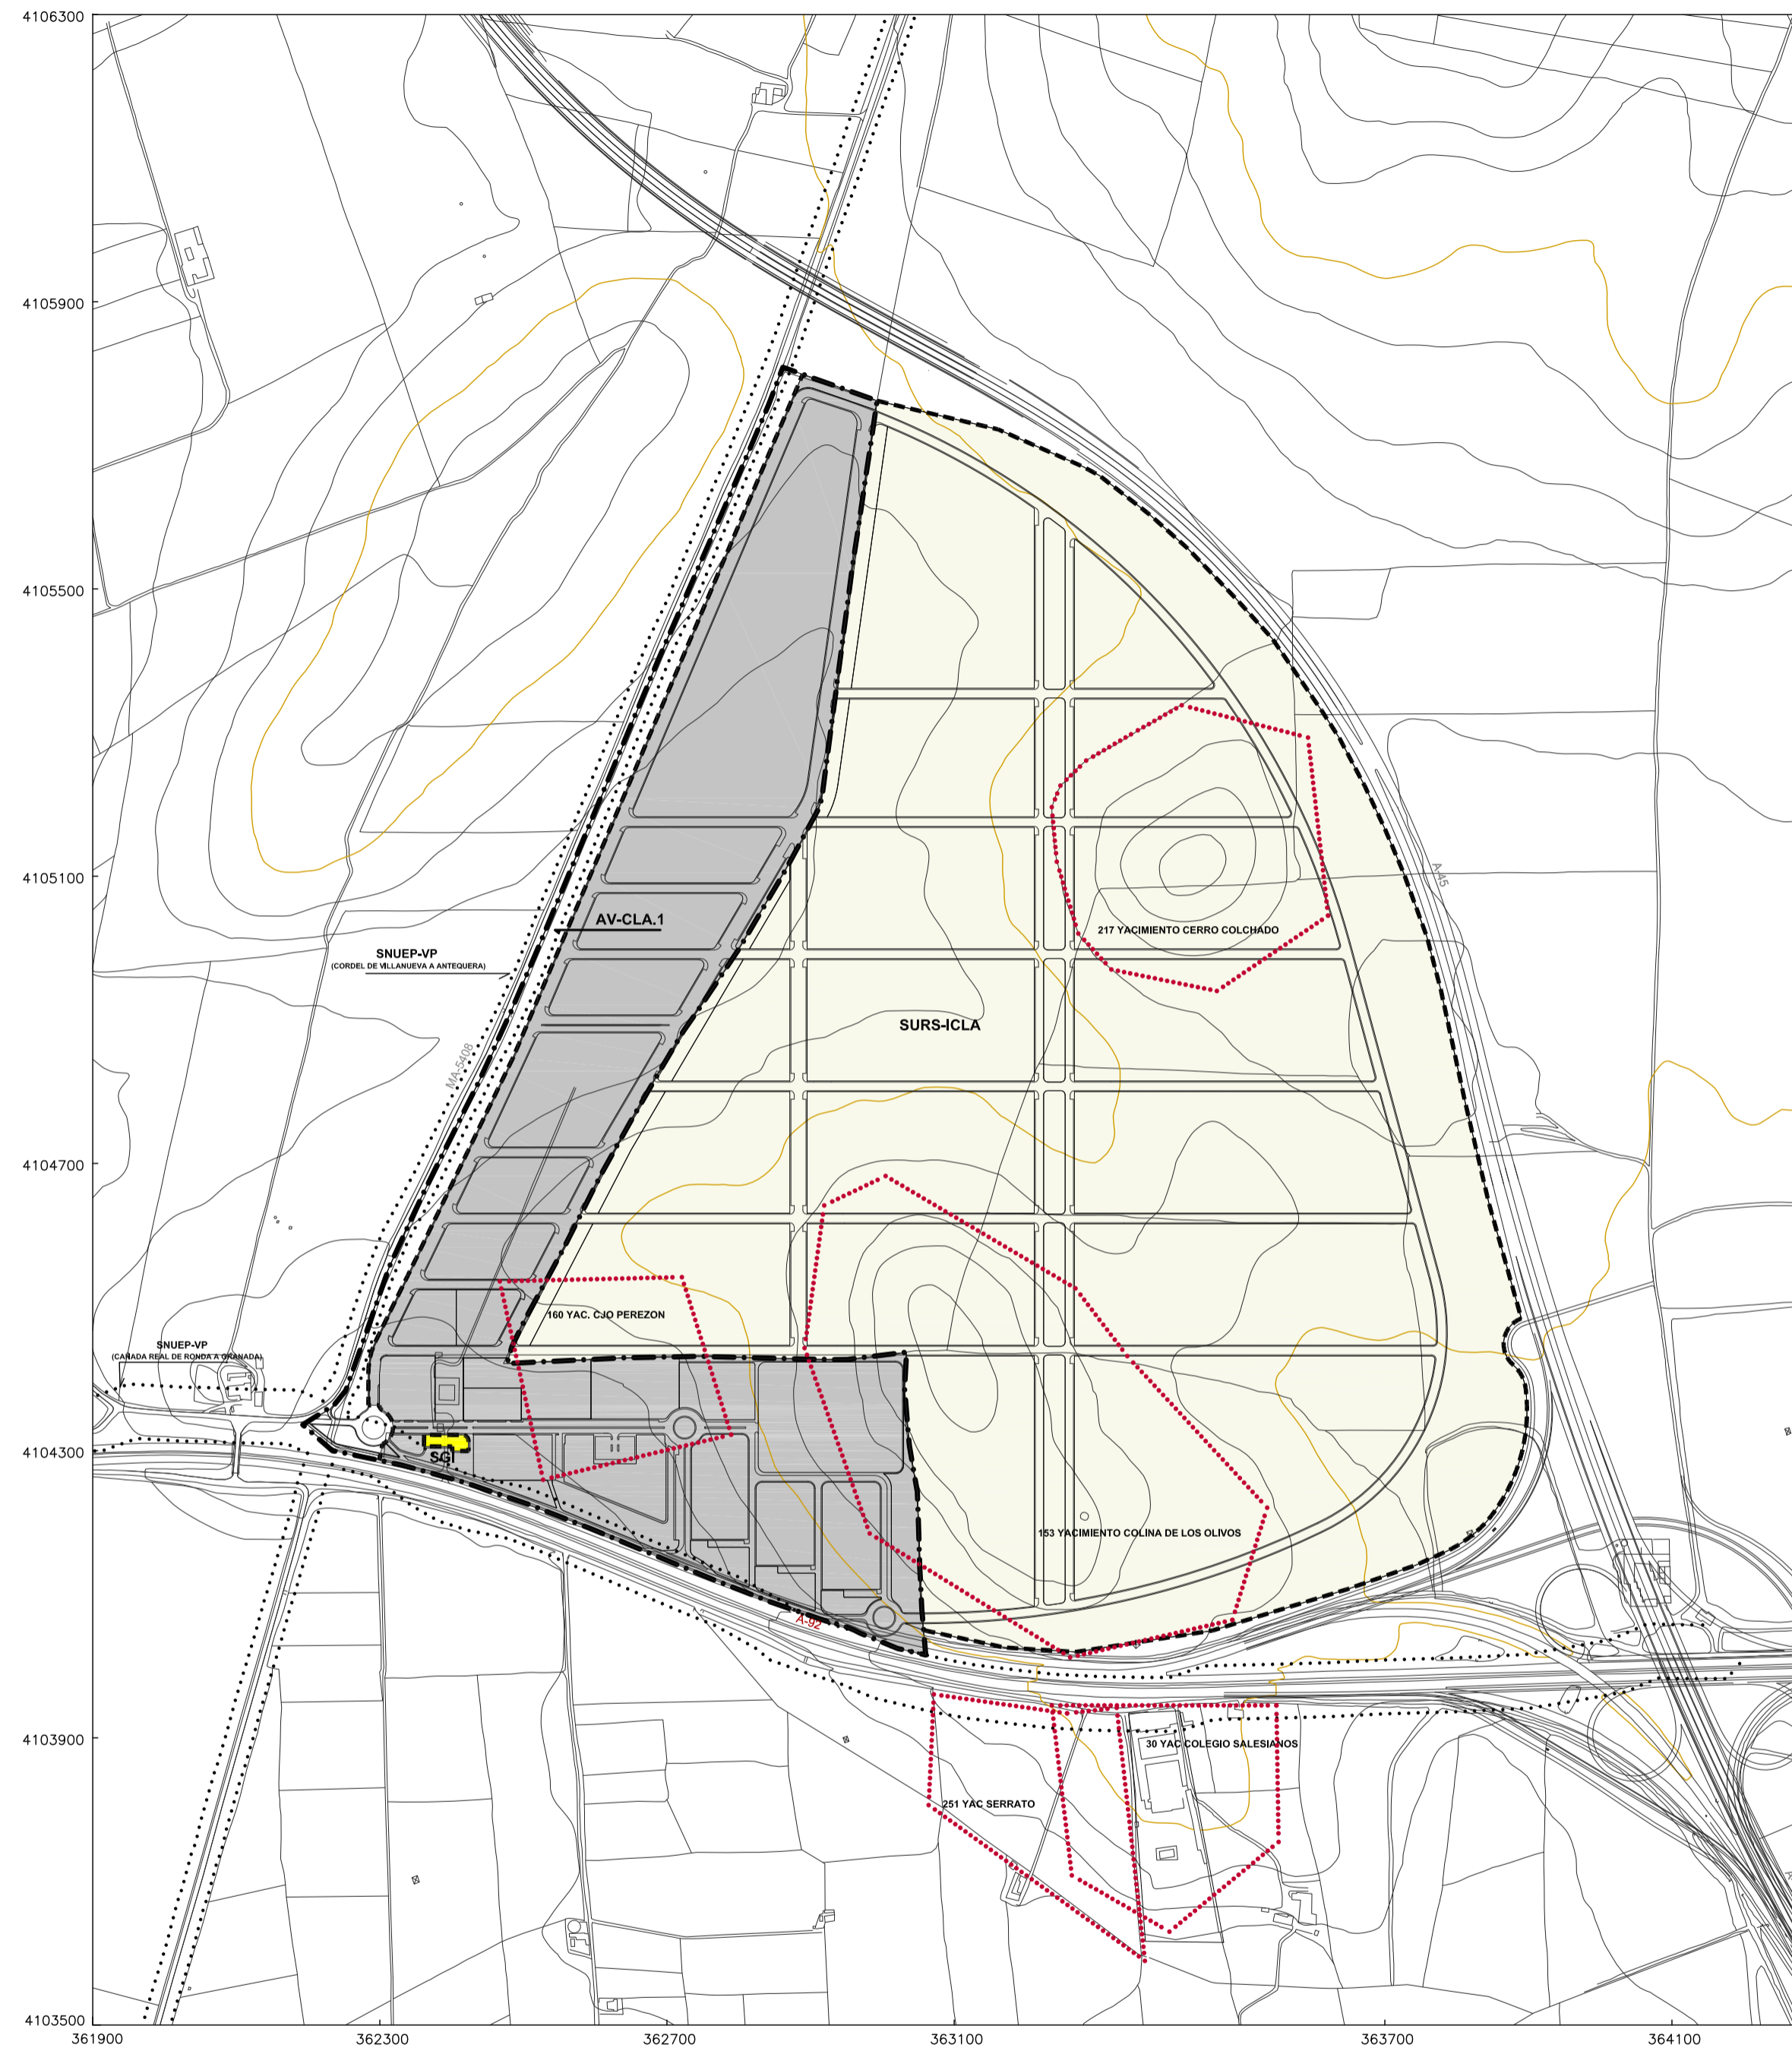 4106300
4105900
4105500
4105100
A-45
AV-CLA.1
217 YACIMIENTO CERRO COLCHADO
SNUEP-VP
(CORDEL DE VILLANUEVA A ANTEQUERA)
SURS-ICLA
MA-5408
4104700
160 YAC. CJO PEREZON
SNUEP-VP
(CAÑADA REAL DE RONDA A GRANADA)
4104300
SGI
153 YACIMIENTO COLINA DE LOS OLIVOS
A-92
4103900
30 YAC COLEGIO SALESIANOS
251 YAC SERRATO
4103500
361900
362300
362700
363100
363700
364100